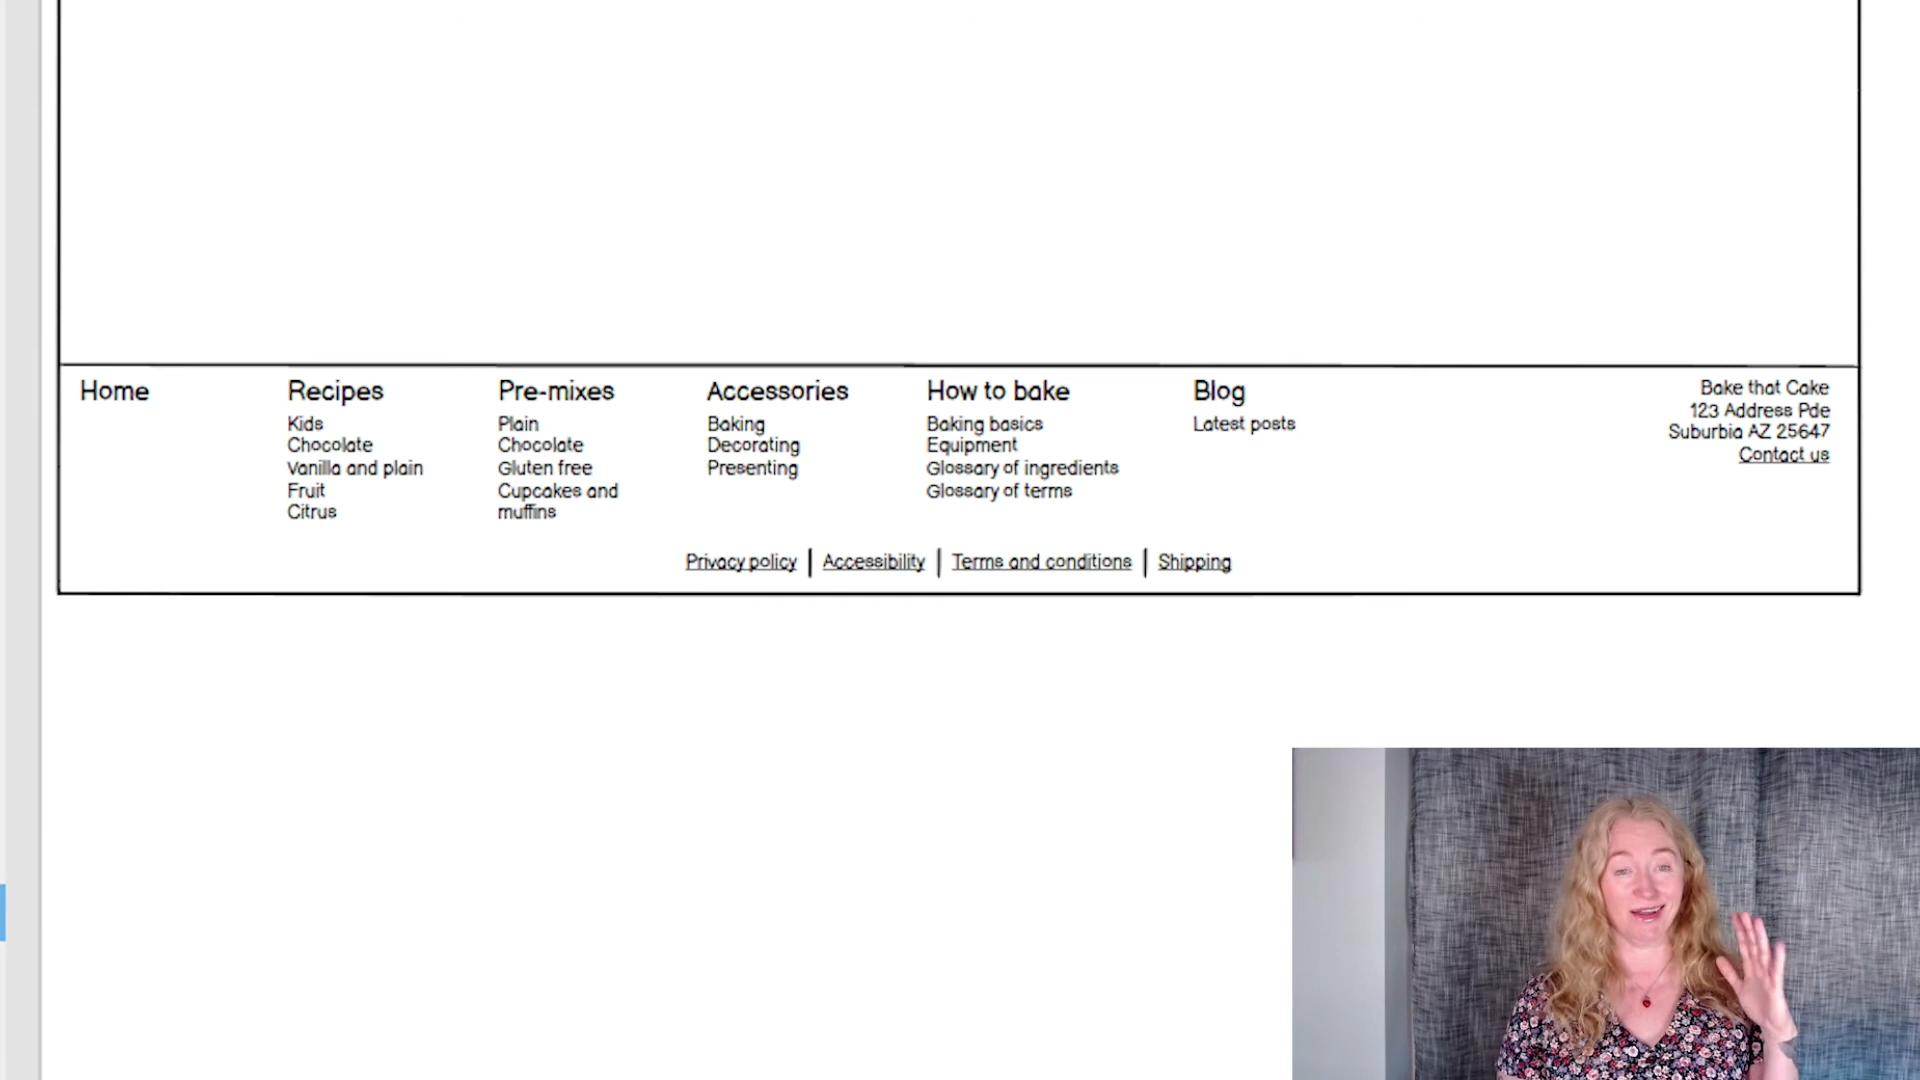 Home
Recipes
Kids
Chocolate
Vanilla and plain
Fruit
Citrus
Pre-mixes
Plain
Chocolate
Gluten free
Cupcakes and
muffins
Accessories
Baking
Decorating
Presenting
How to bake
Baking basics
Equipment
Glossary of ingredients
Glossary of terms
Blog
Latest posts
Bake that Cake
123 Address Pde
Suburbia AZ 25647
Contact us
Privacy policy | Accessibility | Terms and conditions | Shipping